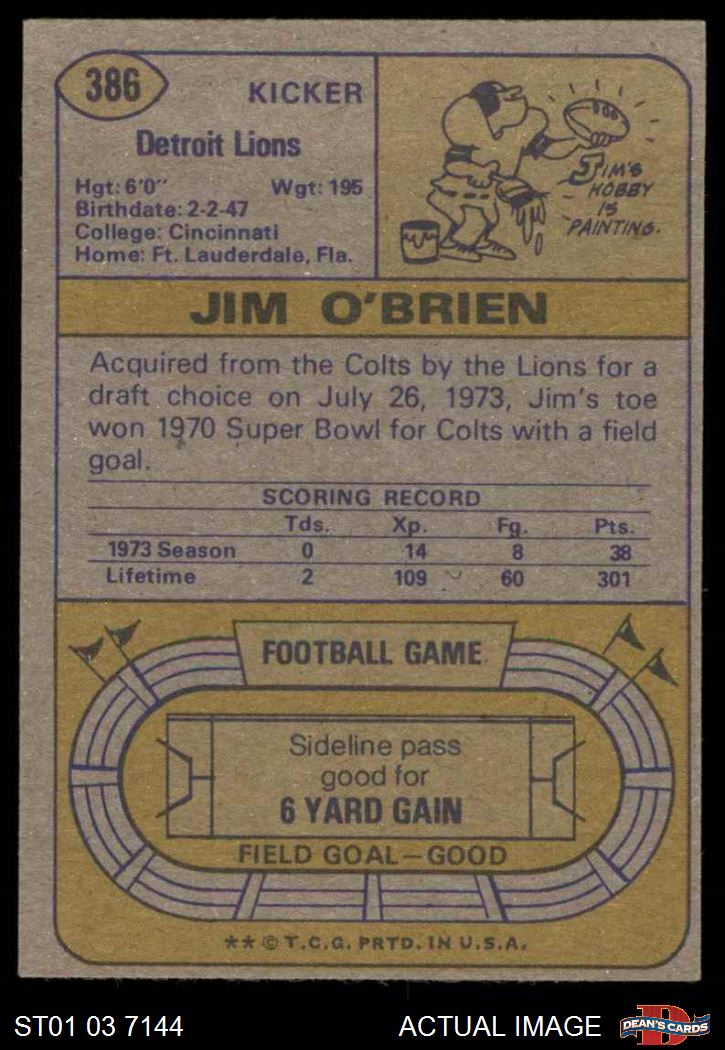 386
KICKER
Detroit Lions
Hgt: 6'0" Wgt: 195
Birthdate: 2-2-47
College: Cincinnati
Home: Ft. Lauderdale, Fla.
JIM'S
HOBBY
IS
PAINTING.
JIM O'BRIEN
Acquired from the Colts by the Lions for a
draft choice on July 26, 1973, Jim's toe
won 1970 Super Bowl for Colts with a field
goal.
SCORING RECORD
Tds. Xp. Fg. Pts.
1973 Season 0 14 8 38
Lifetime 2 109 60 301
FOOTBALL GAME
Sideline pass
good for
6 YARD GAIN
FIELD GOAL—GOOD
** © T.C.G. PRTD. IN U.S.A.
ST01 03 7144 ACTUAL IMAGE
D
DEAN'S CARDS